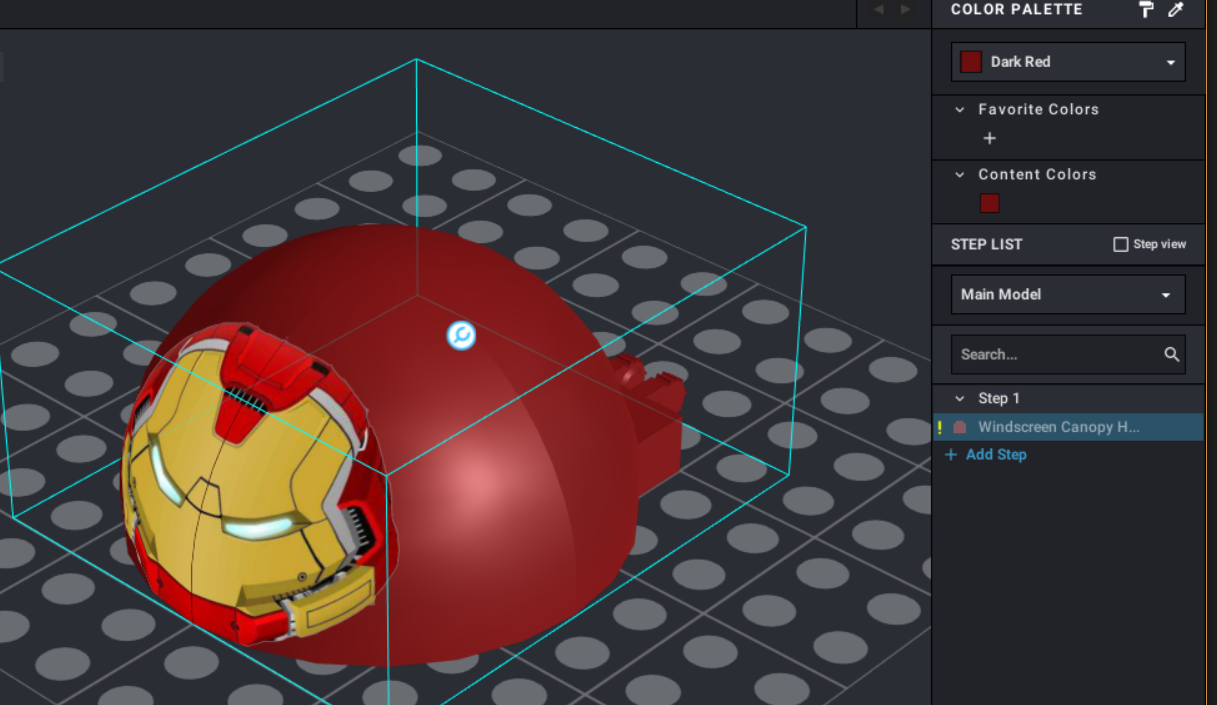 COLOR PALETTE
Dark Red
Favorite Colors
Content Colors
STEP LIST
Step view
Main Model
Search...
Step 1
Windscreen Canopy H...
Add Step